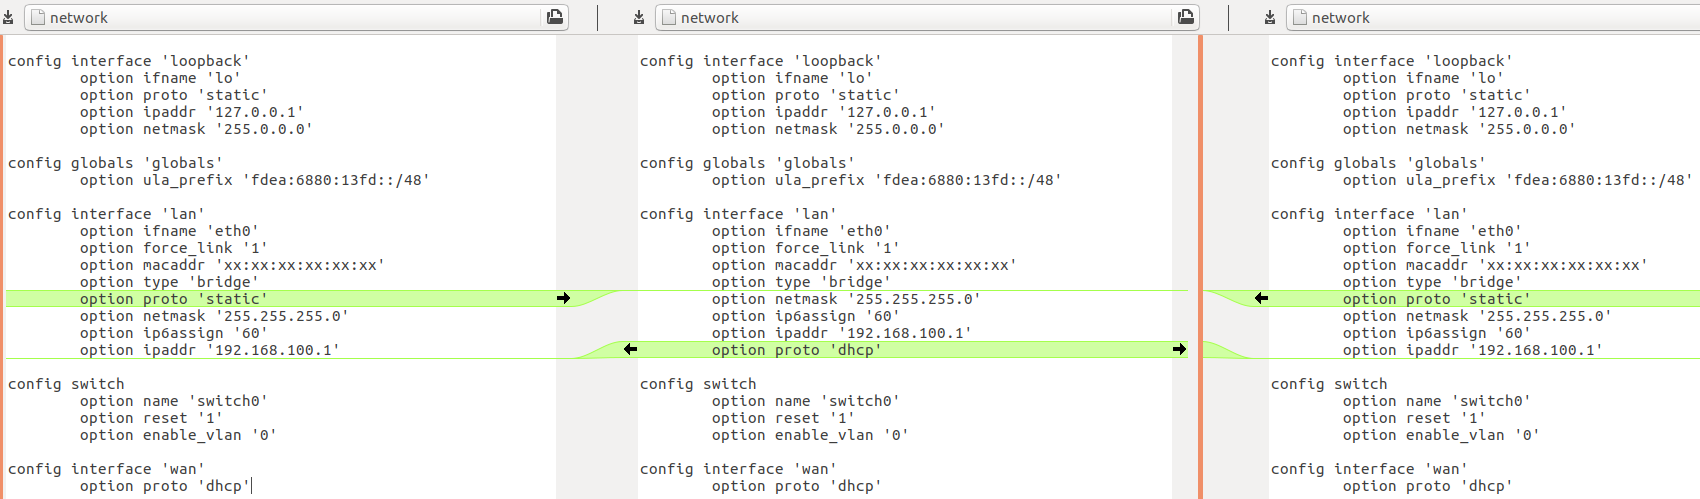 network
config interface 'loopback'
option ifname 'lo'
option proto 'static'
option ipaddr '127.0.0.1'
option netmask '255.0.0.0'
config globals 'globals'
option ula_prefix 'fdea:6880:13fd::/48'
config interface 'lan'
option ifname 'eth0'
option force_link '1'
option macaddr 'xx:xx:xx:xx:xx:xx'
option type 'bridge'
option proto 'static'
option netmask '255.255.255.0'
option ip6assign '60'
option ipaddr '192.168.100.1'
config switch
option name 'switch0'
option reset '1'
option enable_vlan '0'
config interface 'wan'
option proto 'dhcp'
network
config interface 'loopback'
option ifname 'lo'
option proto 'static'
option ipaddr '127.0.0.1'
option netmask '255.0.0.0'
config globals 'globals'
option ula_prefix 'fdea:6880:13fd::/48'
config interface 'lan'
option ifname 'eth0'
option force_link '1'
option macaddr 'xx:xx:xx:xx:xx:xx'
option type 'bridge'
option netmask '255.255.255.0'
option ip6assign '60'
option ipaddr '192.168.100.1'
option proto 'dhcp'
config switch
option name 'switch0'
option reset '1'
option enable_vlan '0'
config interface 'wan'
option proto 'dhcp'
network
config interface 'loopback'
option ifname 'lo'
option proto 'static'
option ipaddr '127.0.0.1'
option netmask '255.0.0.0'
config globals 'globals'
option ula_prefix 'fdea:6880:13fd::/48'
config interface 'lan'
option ifname 'eth0'
option force_link '1'
option macaddr 'xx:xx:xx:xx:xx:xx'
option type 'bridge'
option proto 'static'
option netmask '255.255.255.0'
option ip6assign '60'
option ipaddr '192.168.100.1'
config switch
option name 'switch0'
option reset '1'
option enable_vlan '0'
config interface 'wan'
option proto 'dhcp'